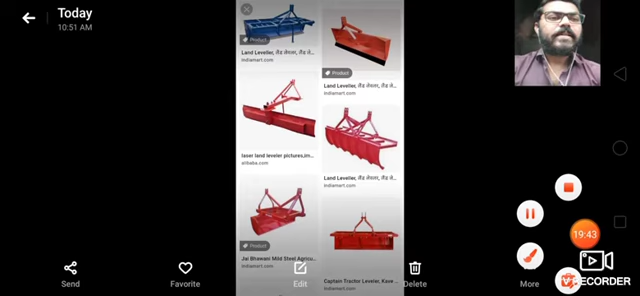 Today
10:51 AM
Product
Land Leveller, लैंड लेवलर, लैंड ले...
indiamart.com
Product
Land Leveller, लैंड लेवलर, लैंड ले...
indiamart.com
laser land leveler pictures,im...
alibaba.com
Land Leveller, लैंड लेवलर, लैंड ले...
indiamart.com
Product
Jai Bhawani Mild Steel Agricu...
indiamart.com
Captain Tractor Leveler, Kave...
indiamart.com
19:43
RECORDER
Send
Favorite
Edit
Delete
More